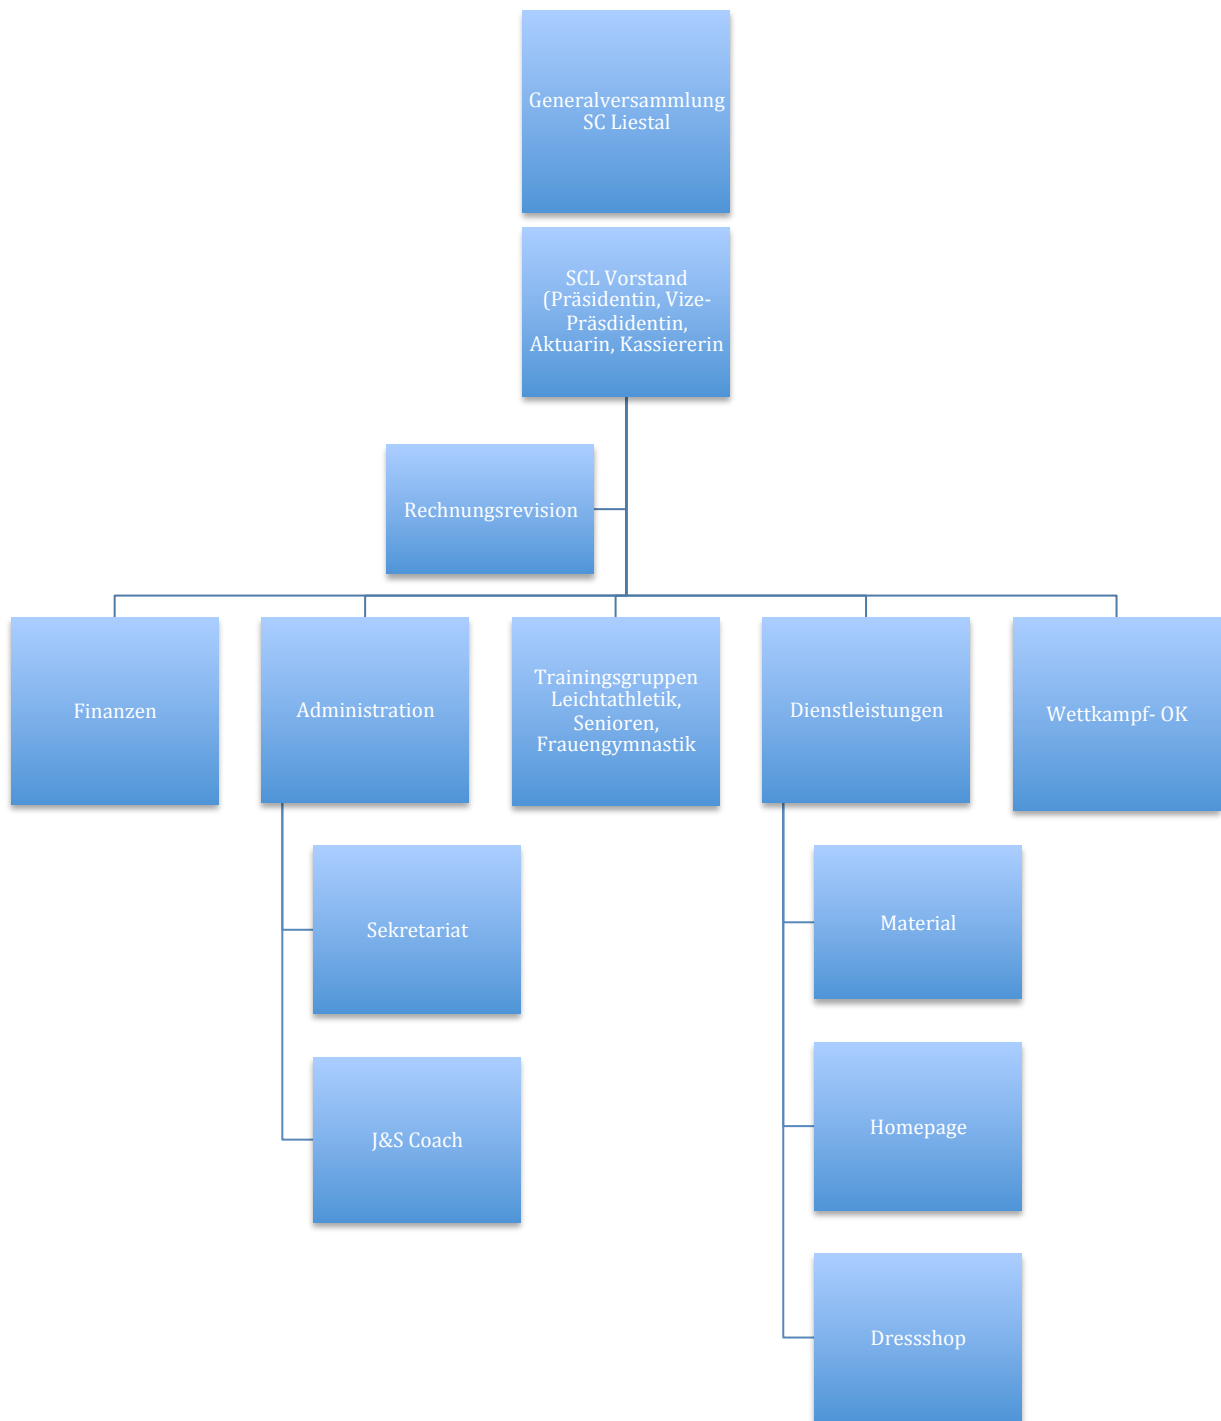 Generalversammlung
SC Liestal
SCL Vorstand
(Präsidentin, Vize-
Präsdidentin,
Aktuarin, Kassiererin
Rechnungsrevision
Finanzen
Administration
Trainingsgruppen
Leichtathletik,
Senioren,
Frauengymnastik
Dienstleistungen
Wettkampf- OK
Sekretariat
J&S Coach
Material
Homepage
Dressshop